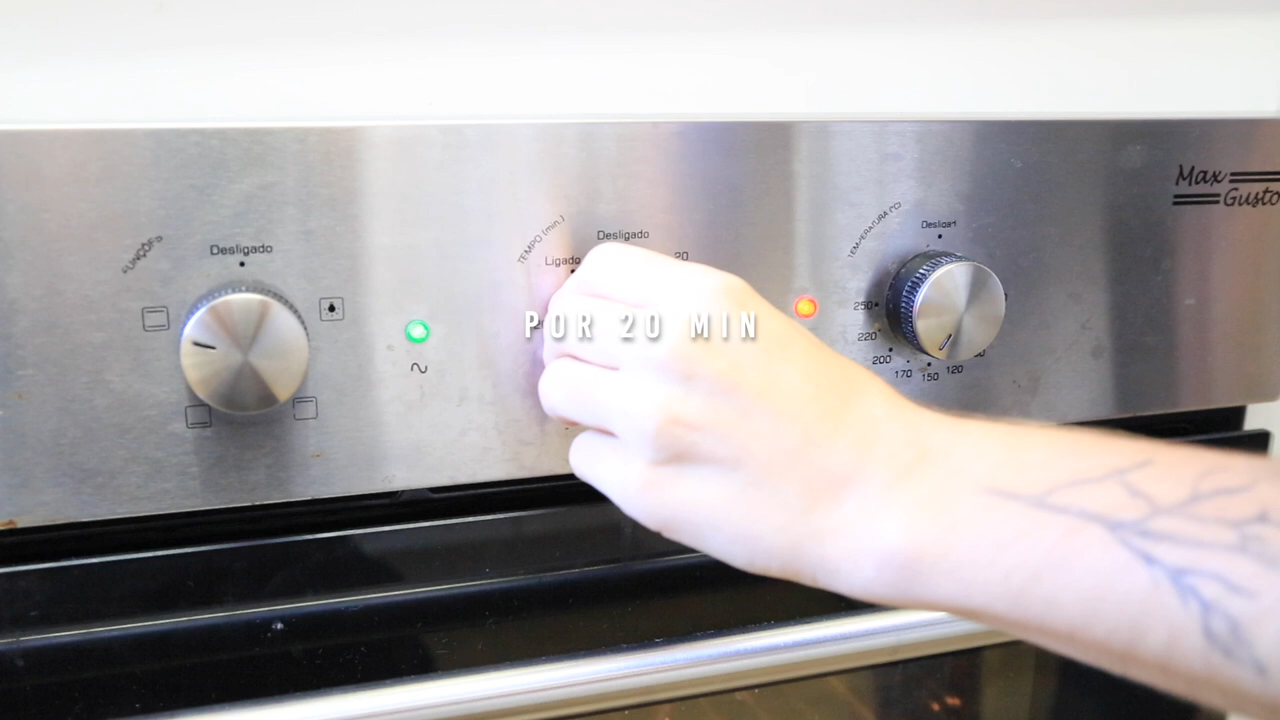 Max
Gusto
FUNÇÕES
Desligado
TEMPO (min.)
Desligado
Ligado
20
TEMPERATURA (°C)
Desligar
250
220
200
170
150
120
POR 20 MIN